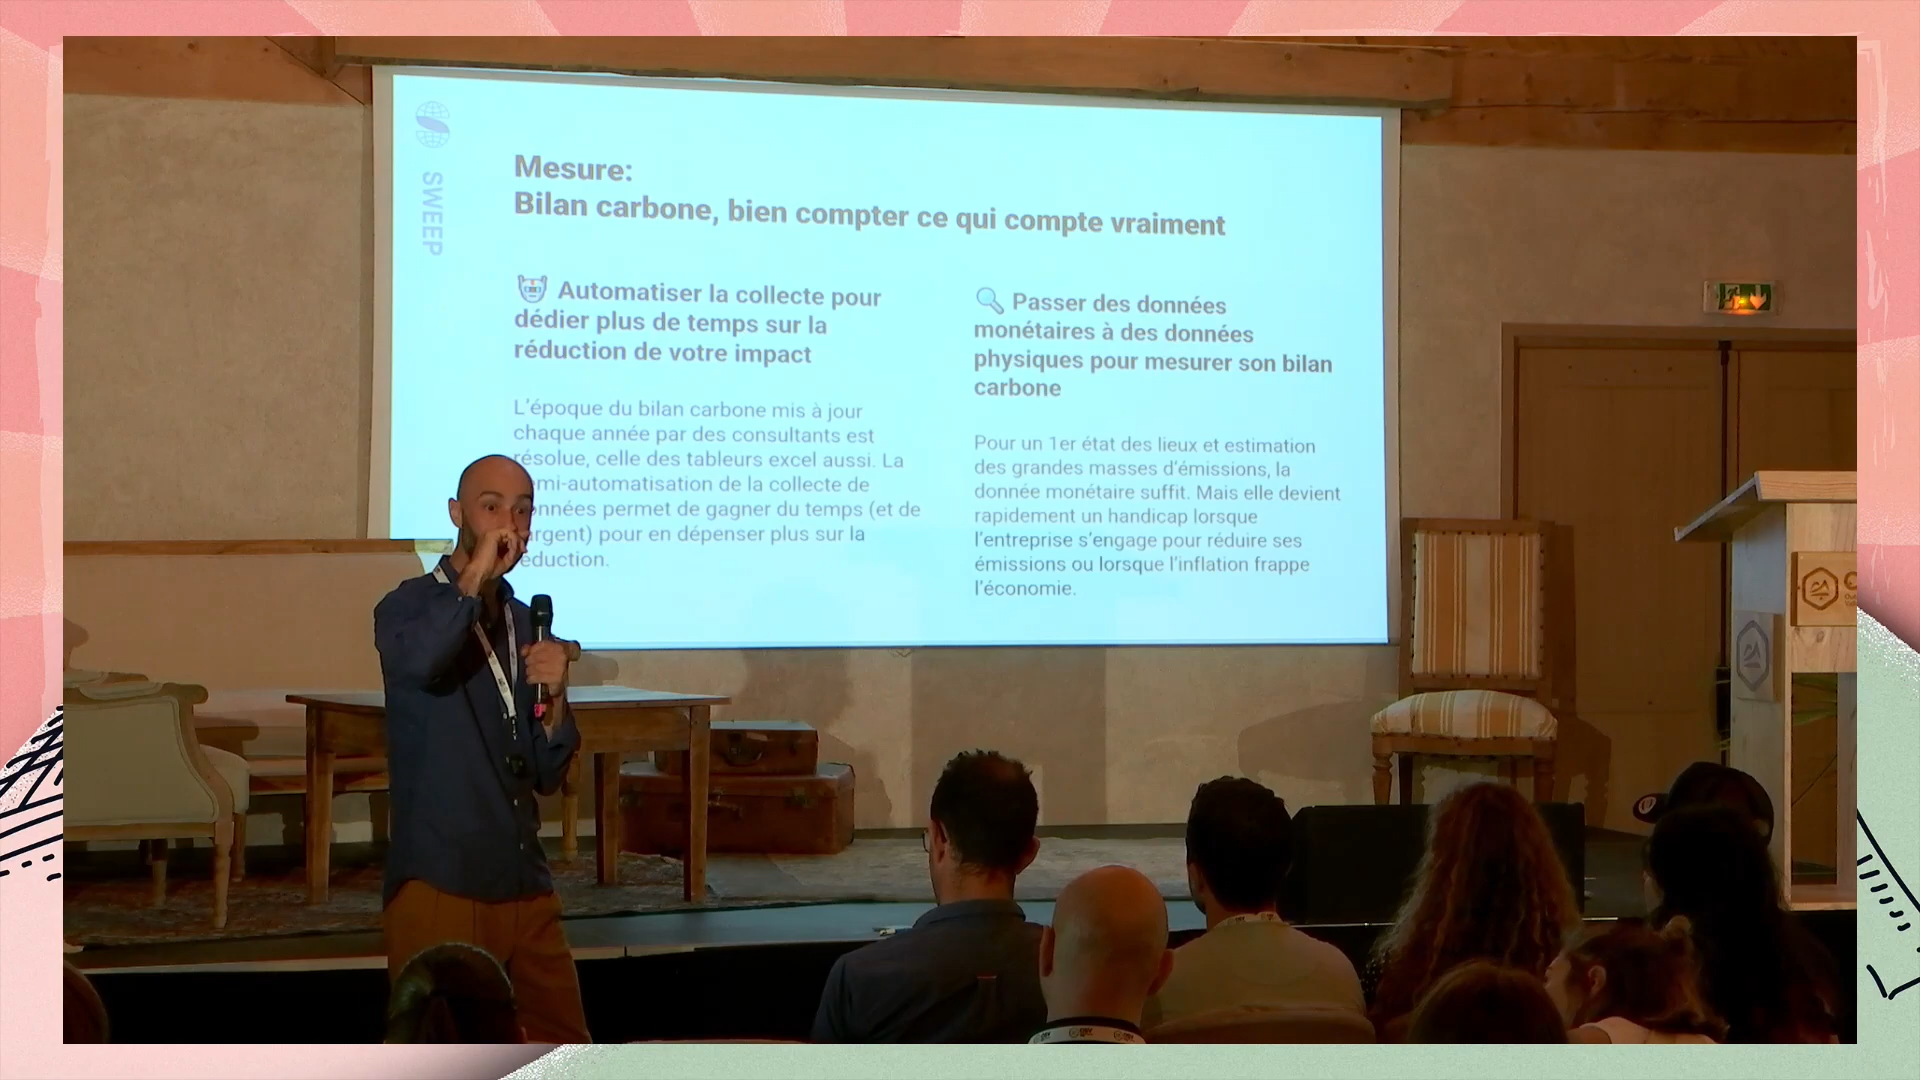 SWEEP
Mesure:
Bilan carbone, bien compter ce qui compte vraiment
Automatiser la collecte pour
dédier plus de temps sur la
réduction de votre impact
L'époque du bilan carbone mis à jour
chaque année par des consultants est
résolue, celle des tableurs excel aussi. La
emi-automatisation de la collecte de
onnées permet de gagner du temps (et de
argent) pour en dépenser plus sur la
éduction.
Passer des données
monétaires à des données
physiques pour mesurer son bilan
carbone
Pour un 1er état des lieux et estimation
des grandes masses d'émissions, la
donnée monétaire suffit. Mais elle devient
rapidement un handicap lorsque
l'entreprise s'engage pour réduire ses
émissions ou lorsque l'inflation frappe
l'économie.